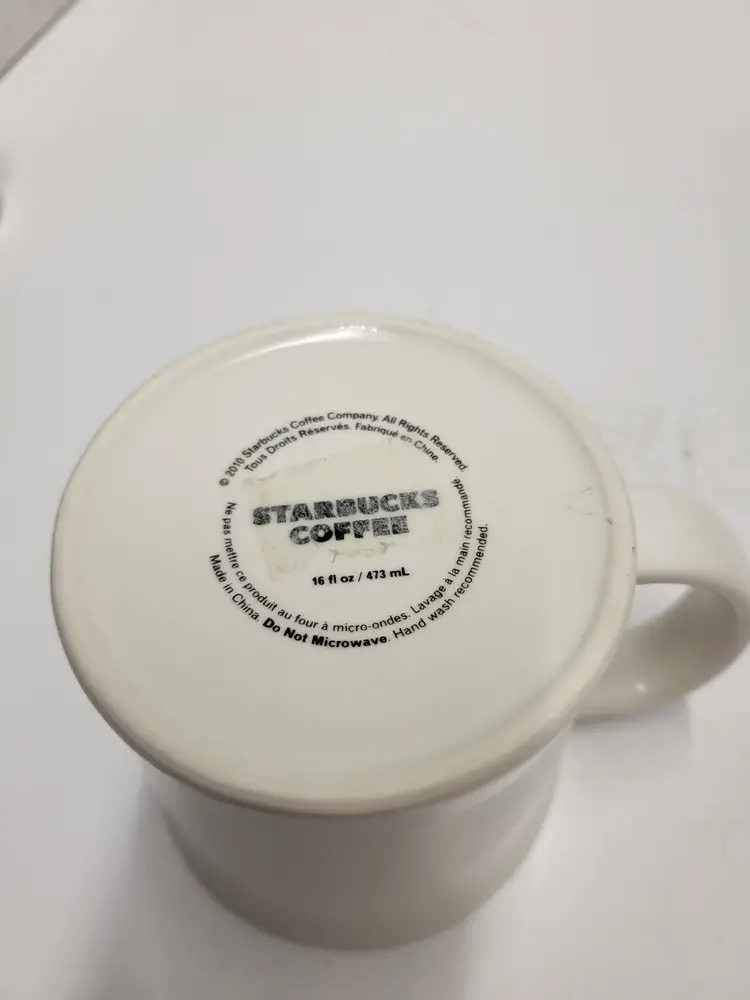 © 2010 Starbucks Coffee Company. All Rights Reserved.
Tous Droits Réservés. Fabriqué en Chine.
STARBUCKS
COFFEE
16 fl oz / 473 mL
Ne pas mettre ce produit au four à micro-ondes. Lavage à la main recommandé.
Made in China. Do Not Microwave. Hand wash recommended.